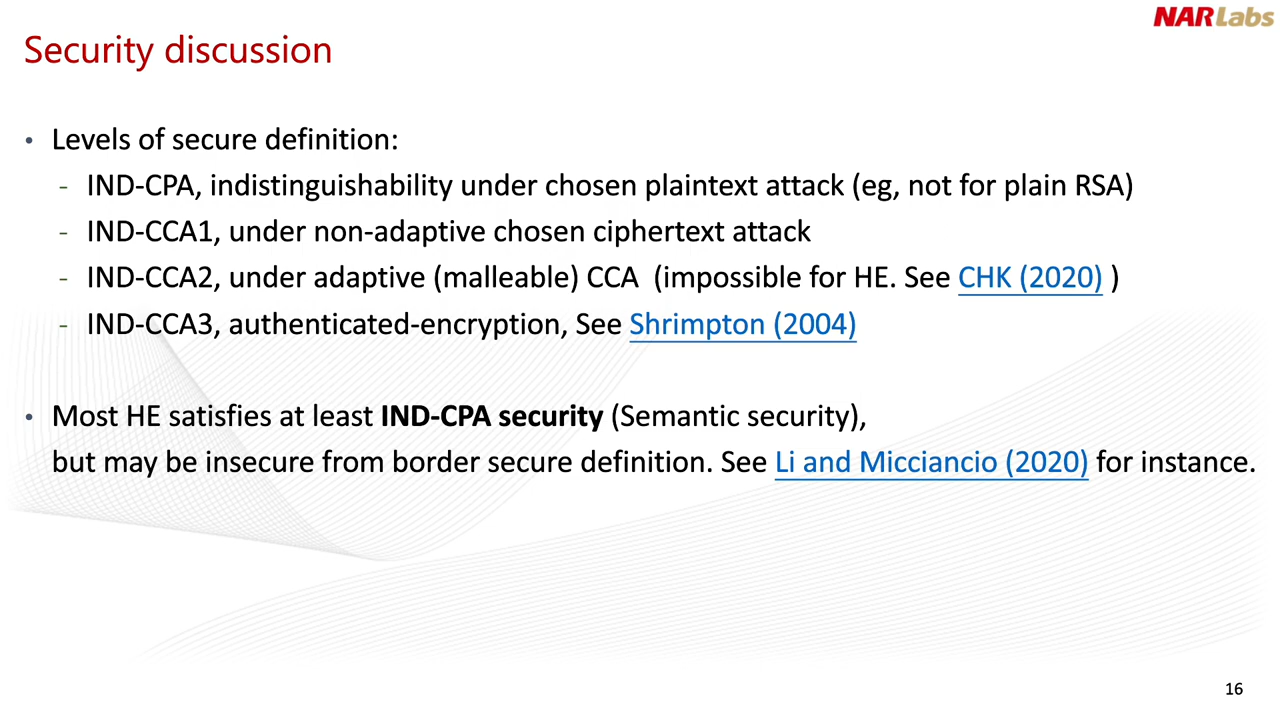 NARLabs
Security discussion
• Levels of secure definition:
- IND-CPA, indistinguishability under chosen plaintext attack (eg, not for plain RSA)
- IND-CCA1, under non-adaptive chosen ciphertext attack
- IND-CCA2, under adaptive (malleable) CCA (impossible for HE. See CHK (2020) )
- IND-CCA3, authenticated-encryption, See Shrimpton (2004)
• Most HE satisfies at least IND-CPA security (Semantic security),
but may be insecure from border secure definition. See Li and Micciancio (2020) for instance.
16